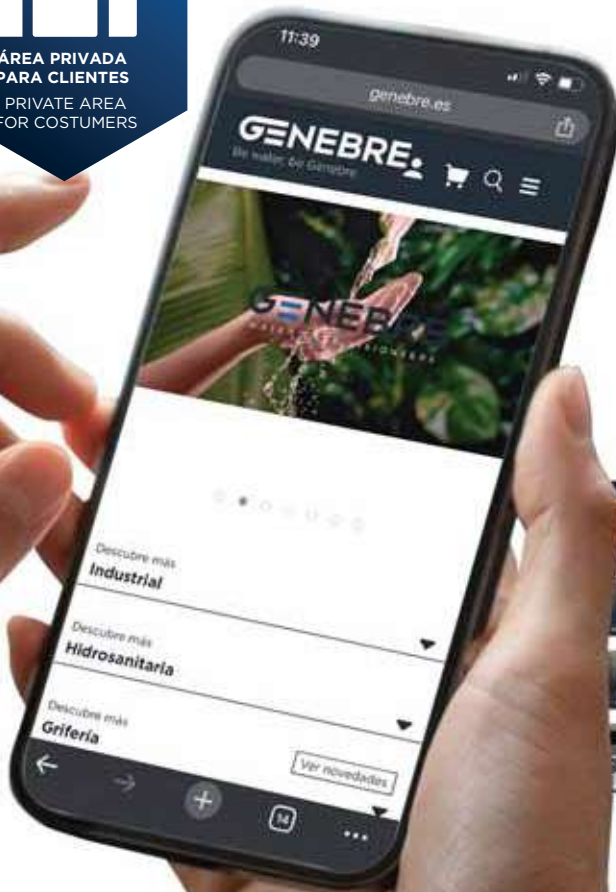 ÁREA PRIVADA
PARA CLIENTES
PRIVATE AREA
FOR COSTUMERS
11:39
genebre.es
GENEBRE
Be water, be Genebre
GENEBRE
Descubre más
Industrial
Descubre más
Hidrosanitaria
Descubre más
Grifería
Ver novedades
14